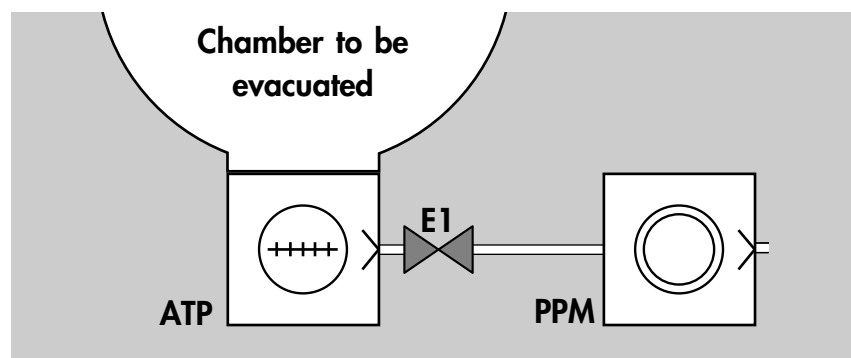 Chamber to be
evacuated
E1
ATP
PPM